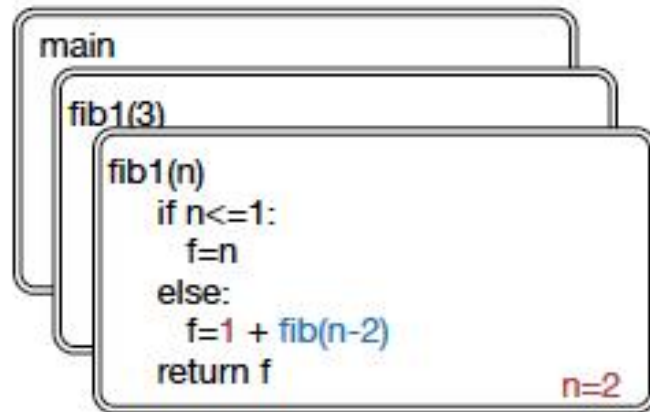 main
fib1(3)
fib1(n)
if n<=1:
f=n
else:
f=1 + fib(n-2)
return f
n=2